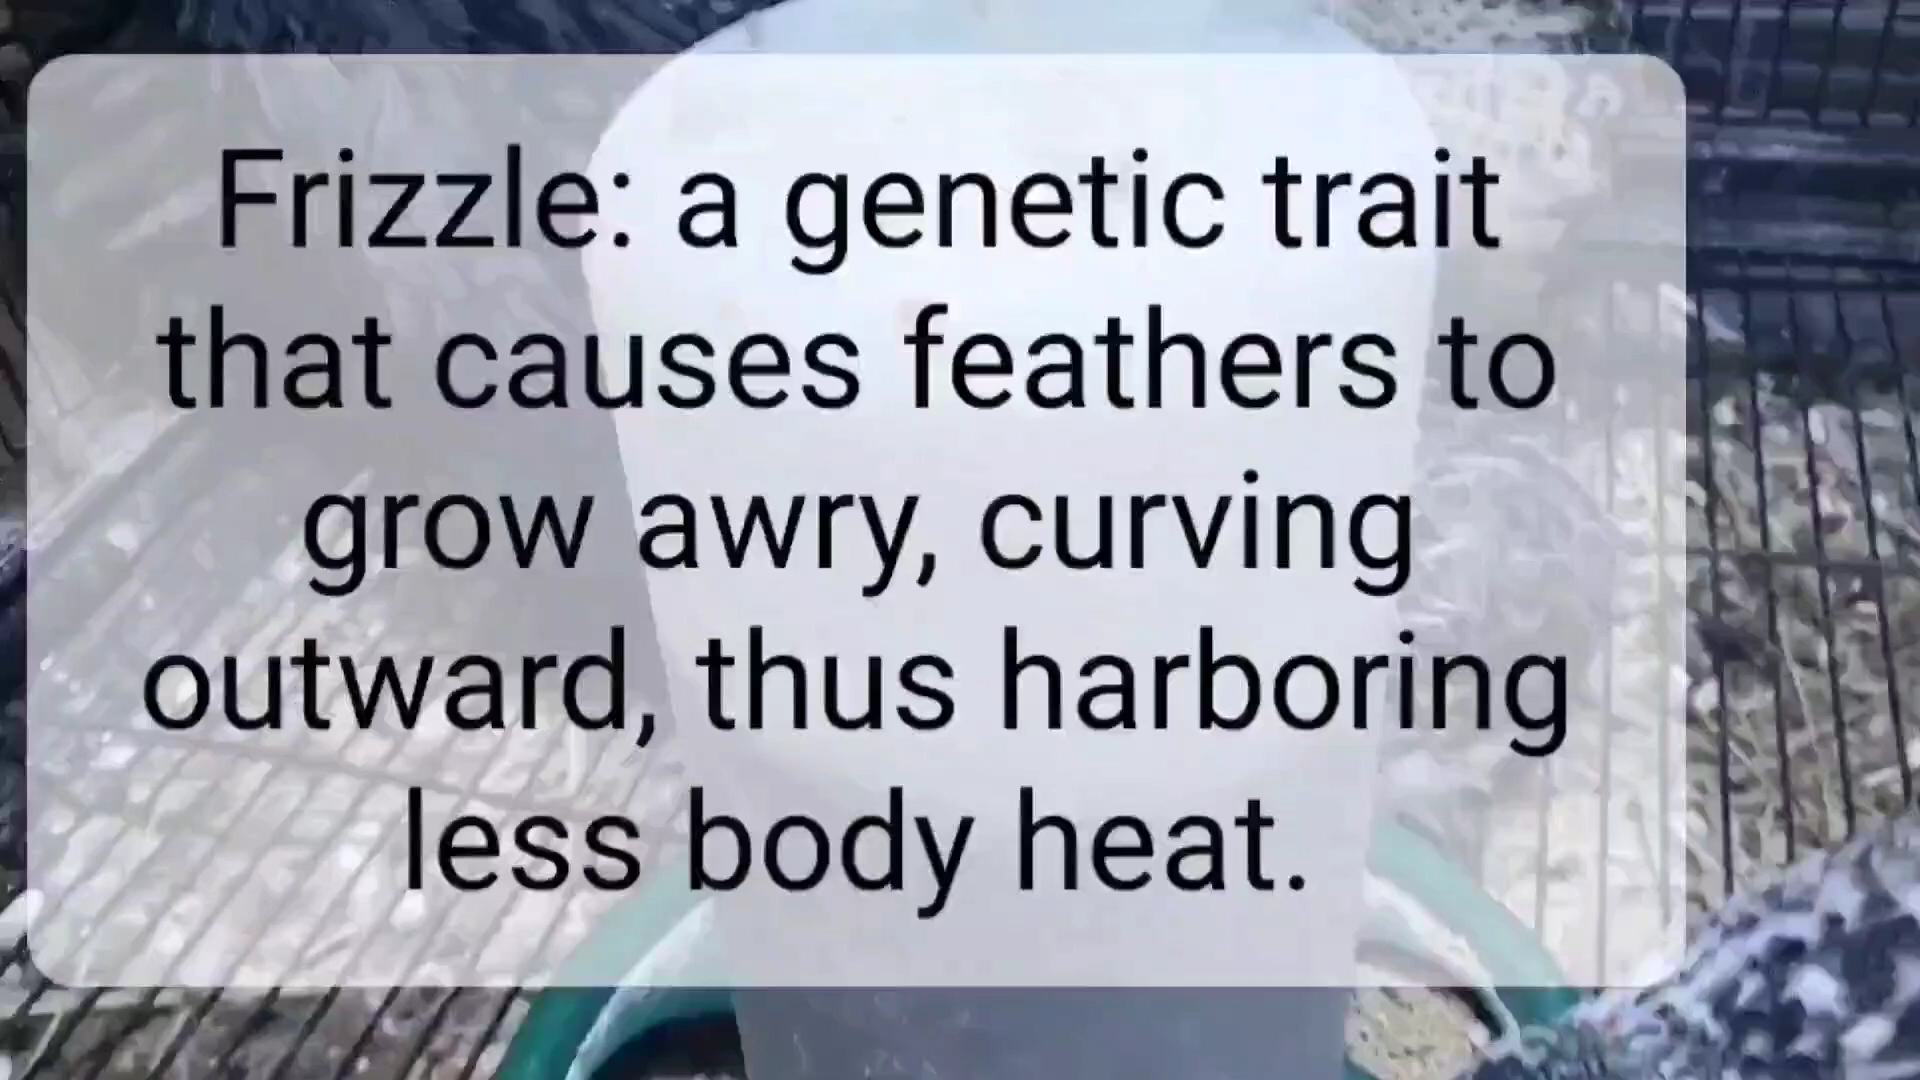 Frizzle: a genetic trait
that causes feathers to
grow awry, curving
outward, thus harboring
less body heat.